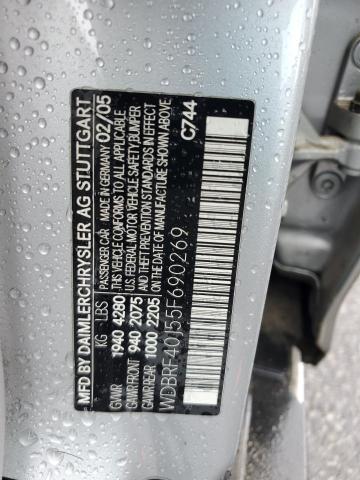 MFD BY DAIMLERCHRYSLER AG STUTTGART
PASSENGER CAR MADE IN GERMANY 02/05
KG LBS THIS VEHICLE CONFORMS TO ALL APPLICABLE
GVWR 1940 4280 U.S. FEDERAL MOTOR VEHICLE SAFETY,BUMPER
GAWR FRONT 940 2075 AND THEFT PREVENTION STANDARDS IN EFFECT
GAWR REAR 1000 2205 ON THE DATE OF MANUFACTURE SHOWN ABOVE
WDBRF40J55F690269 C744